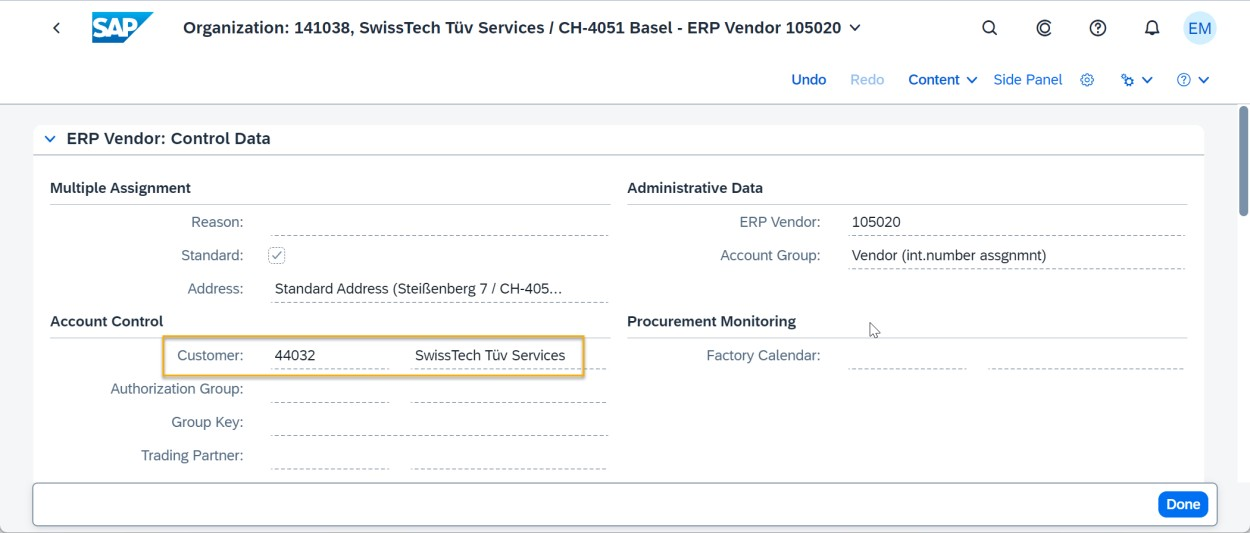 SAP
Organization: 141038, SwissTech Tüv Services / CH-4051 Basel - ERP Vendor 105020
EM
Undo Redo Content Side Panel
ERP Vendor: Control Data
Multiple Assignment
Reason:
Standard:
Address: Standard Address (Steißenberg 7 / CH-405...
Administrative Data
ERP Vendor: 105020
Account Group: Vendor (int.number assgnmnt)
Account Control
Customer: 44032 SwissTech Tüv Services
Authorization Group:
Group Key:
Trading Partner:
Procurement Monitoring
Factory Calendar:
Done